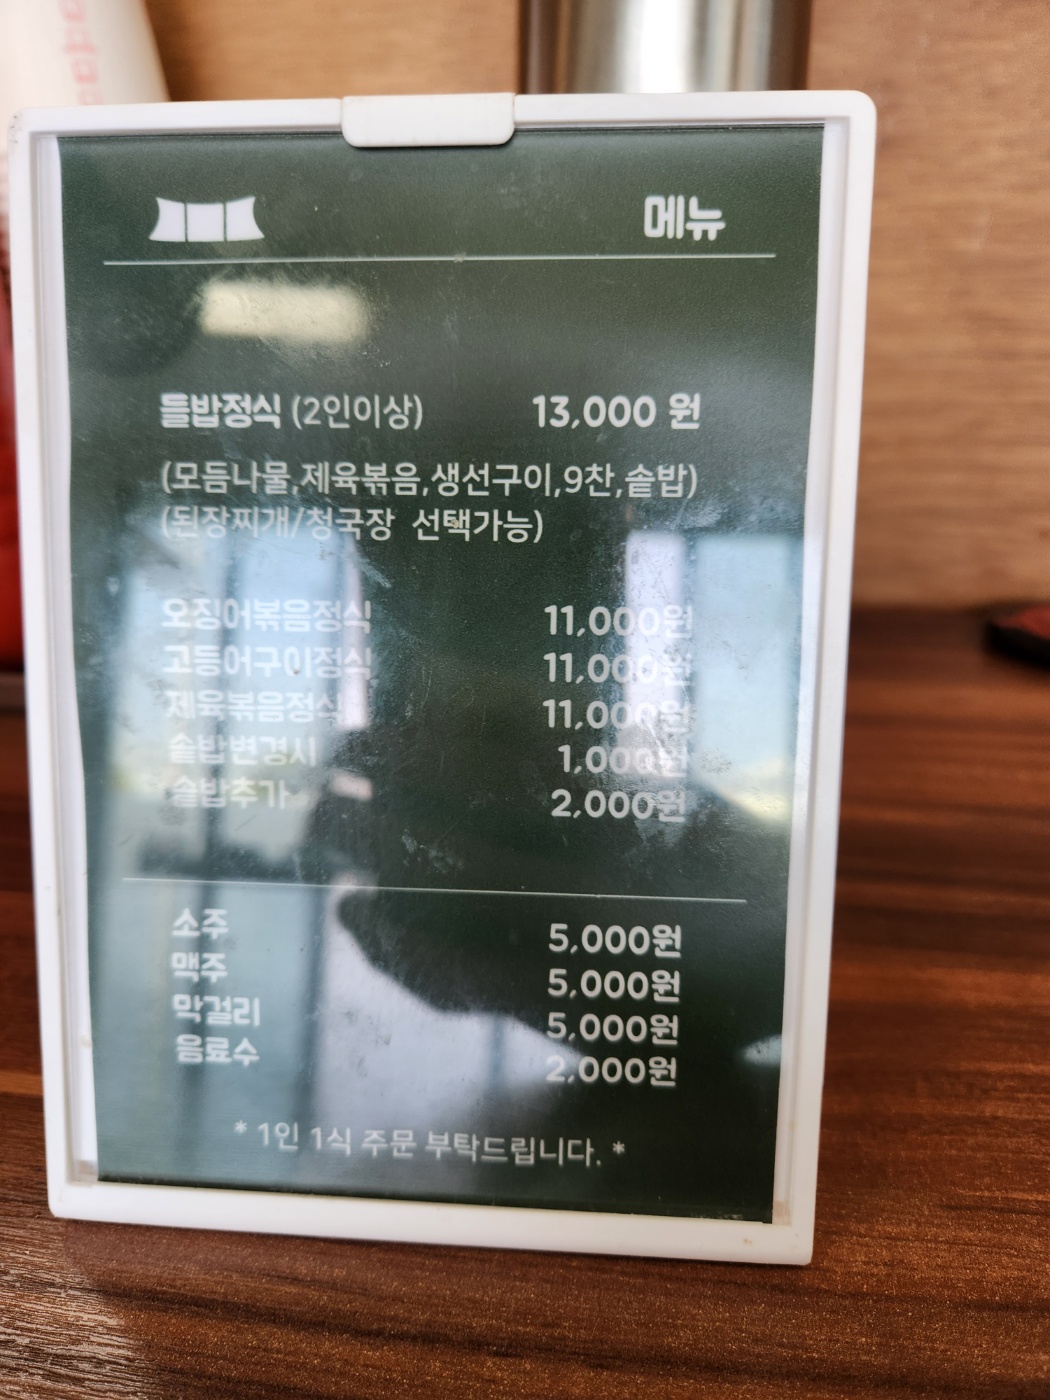 메뉴
들밥정식 (2인이상) 13,000 원
(모듬나물,제육볶음,생선구이,9찬,솥밥)
(된장찌개/청국장 선택가능)
오징어볶음정식 11,000원
고등어구이정식 11,000원
제육볶음정식 11,000원
솥밥변경시 1,000원
솥밥추가 2,000원
소주 5,000원
맥주 5,000원
막걸리 5,000원
음료수 2,000원
* 1인 1식 주문 부탁드립니다. *